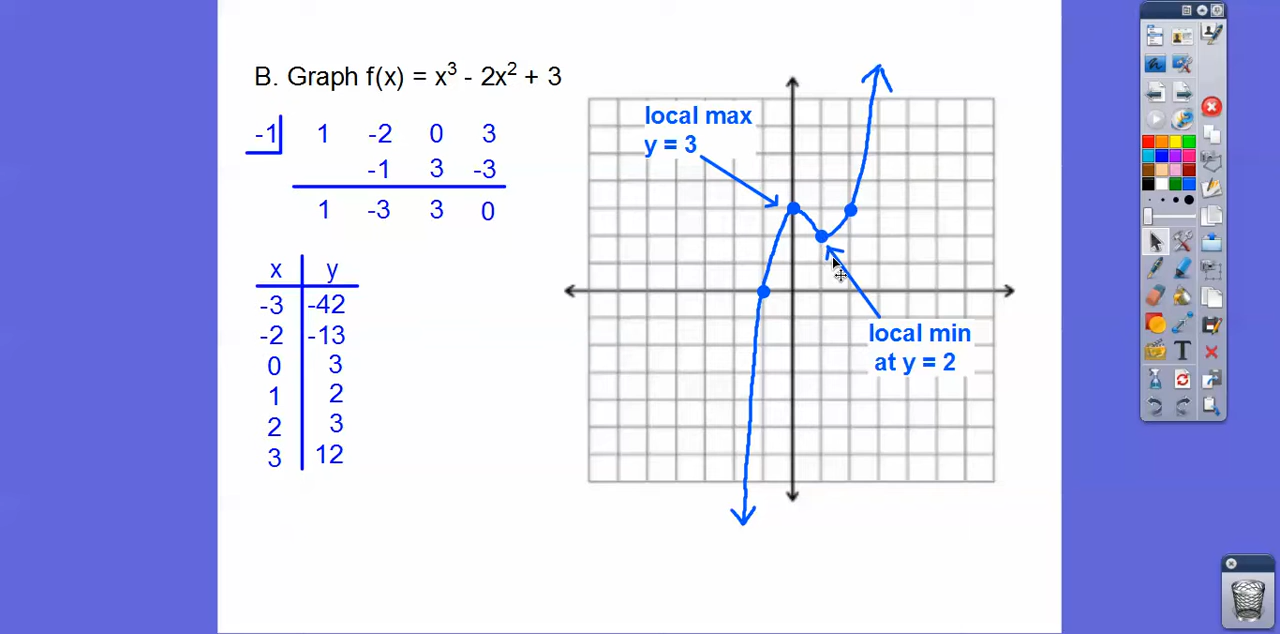 B. Graph f(x) = x³ - 2x² + 3
-1 1 -2 0 3
-1 3 -3
1 -3 3 0
x y
-3 -42
-2 -13
0 3
1 2
2 3
3 12
local max
y = 3
local min
at y = 2
T